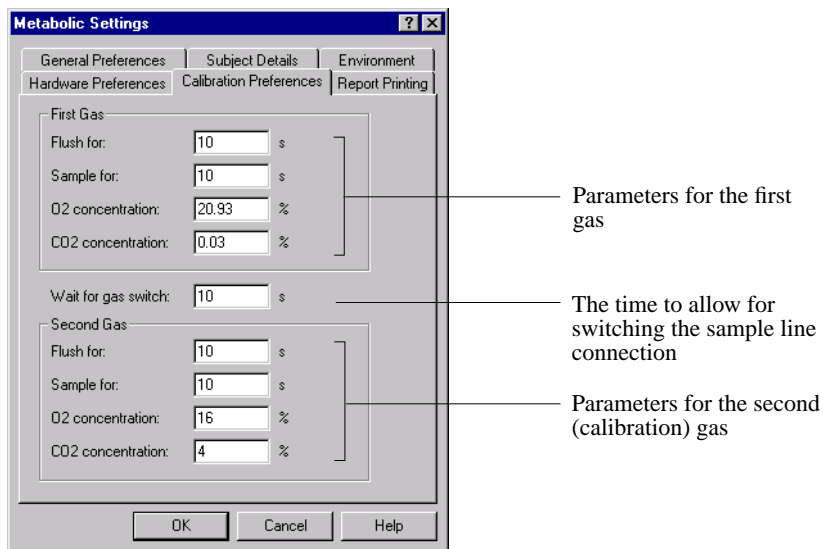 Metabolic Settings
General Preferences Subject Details Environment
Hardware Preferences Calibration Preferences Report Printing
First Gas
Flush for: 10 s
Sample for: 10 s
O2 concentration: 20.93 %
CO2 concentration: 0.03 %
Parameters for the first
gas
Wait for gas switch: 10 s
The time to allow for
switching the sample line
connection
Second Gas
Flush for: 10 s
Sample for: 10 s
O2 concentration: 16 %
CO2 concentration: 4 %
Parameters for the second
(calibration) gas
OK Cancel Help